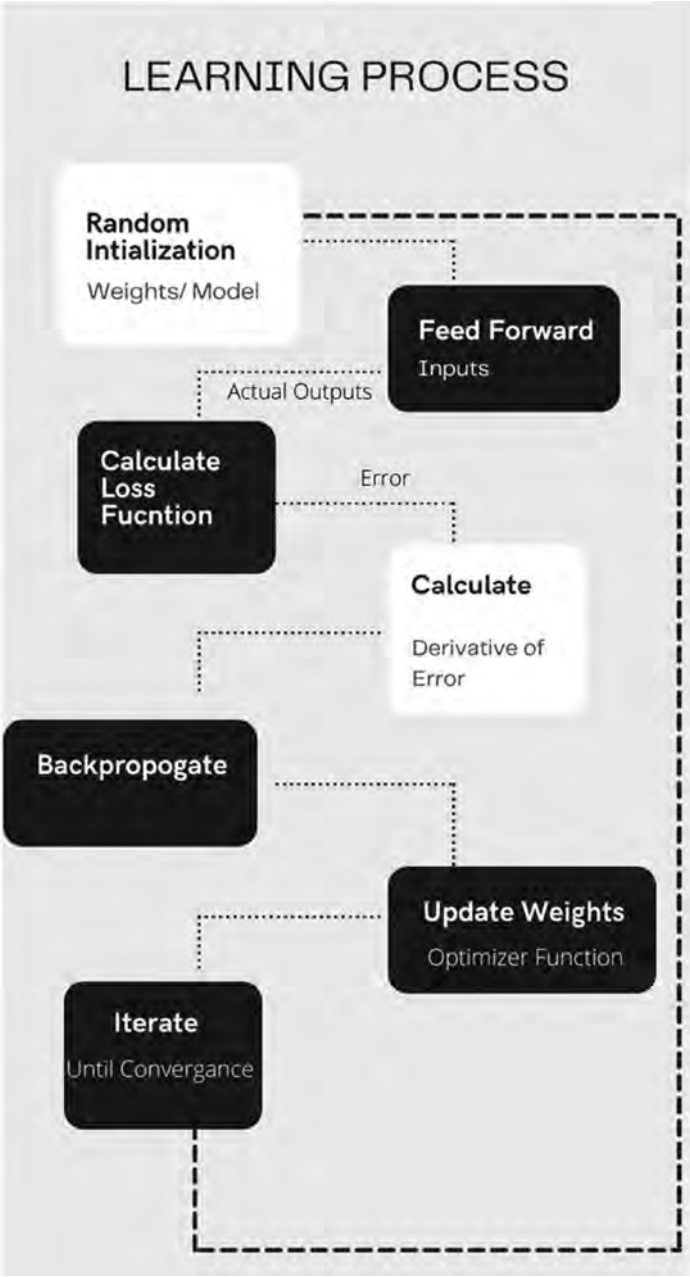 LEARNING PROCESS
Random
Intialization
Weights/ Model
Feed Forward
Inputs
Actual Outputs
Calculate
Loss
Fucntion
Error
Calculate
Derivative of
Error
Backpropogate
Update Weights
Optimizer Function
Iterate
Until Convergance